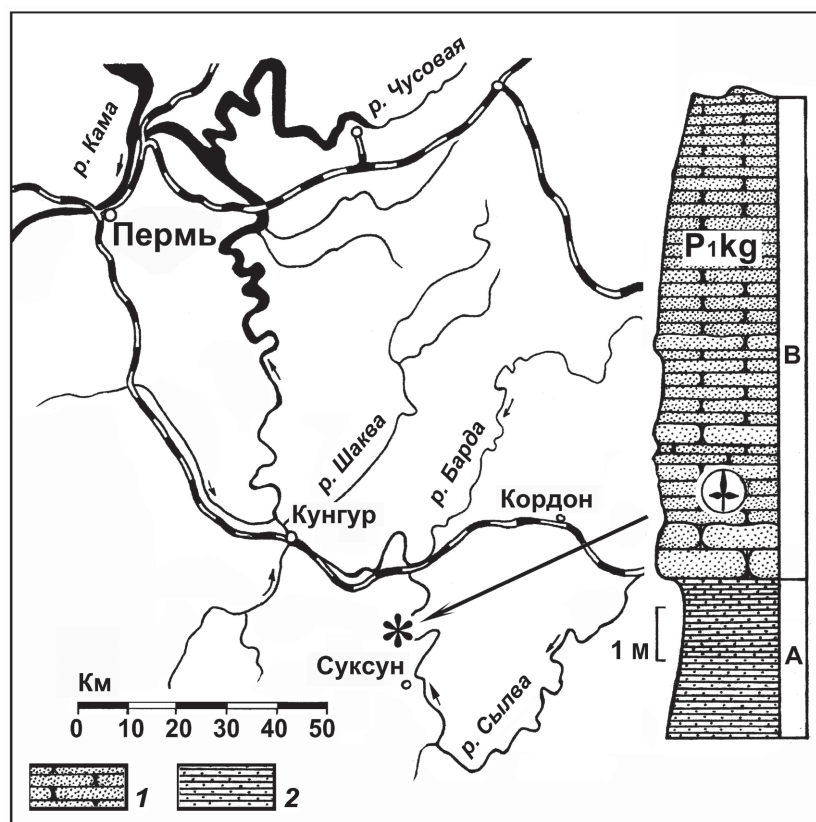 р. Чусовая
р. Кама
Пермь
P₁kg
В
р. Шаква
р. Барда
Кунгур
Кордон
1 М
А
Суксун
р. Сылва
Км
0 10 20 30 40 50
1 2